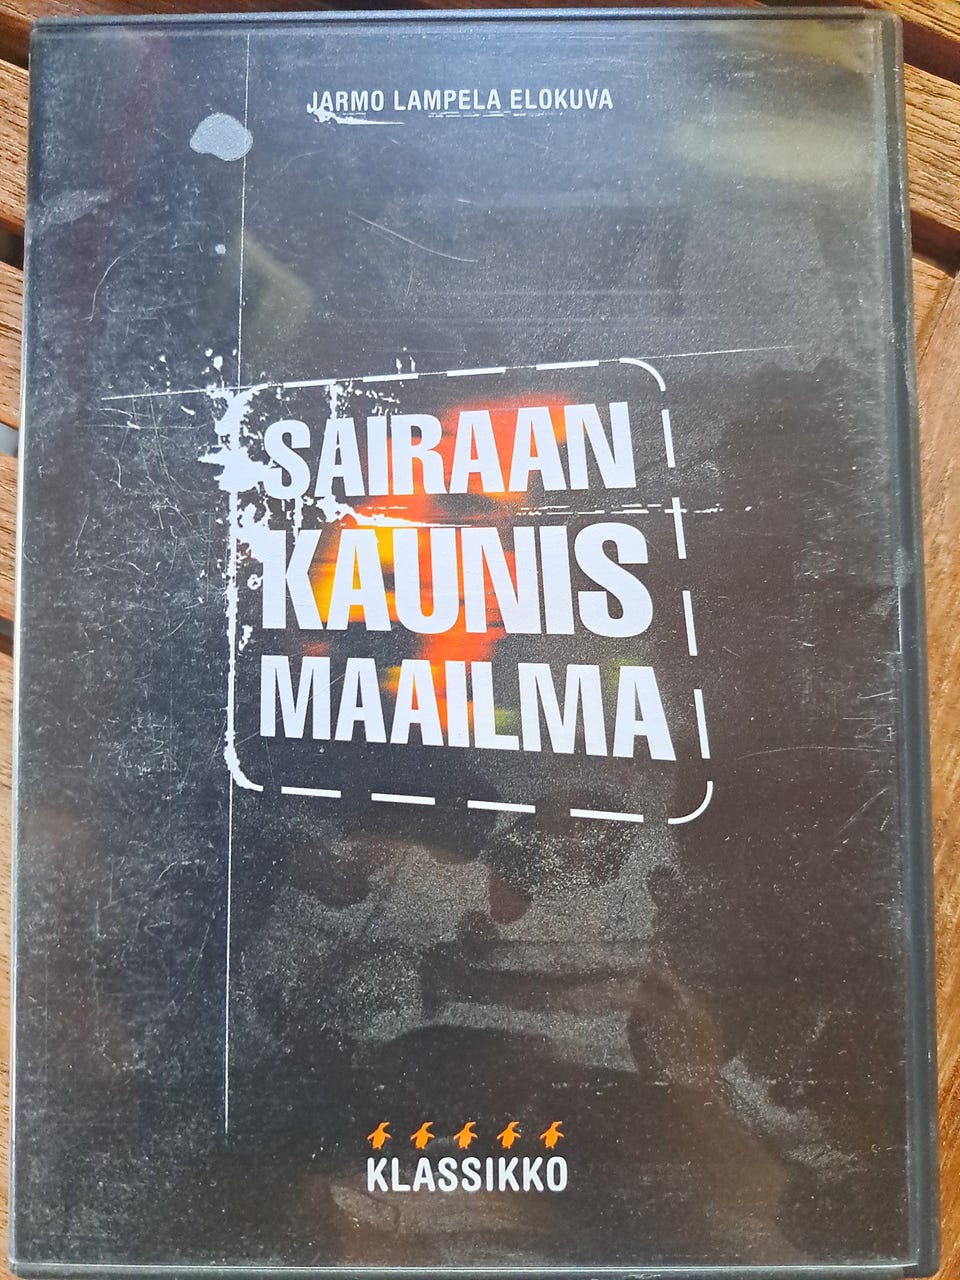 JARMO LAMPELA ELOKUVA
SAIRAAN
KAUNIS
MAAILMA
KLASSIKKO